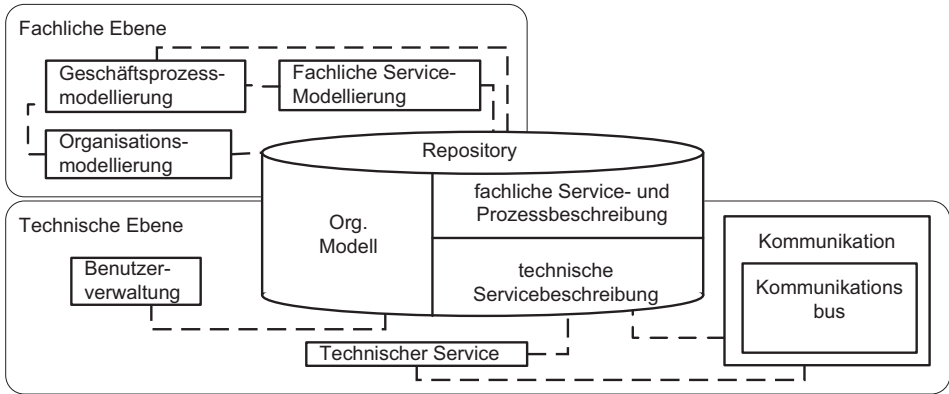 Fachliche Ebene
Geschäftsprozess-
modellierung
Fachliche Service-
Modellierung
Organisations-
modellierung
Repository
Org.
Modell
fachliche Service- und
Prozessbeschreibung
technische
Servicebeschreibung
Technische Ebene
Benutzer-
verwaltung
Technischer Service
Kommunikation
Kommunikations
bus